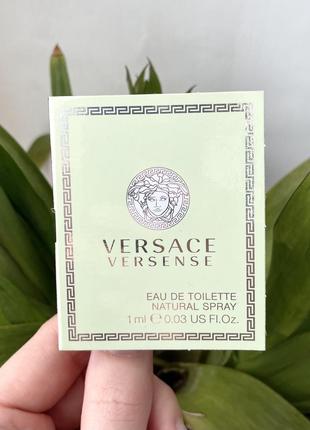 VERSACE
VERSENSE
EAU DE TOILETTE
NATURAL SPRAY
1 ml ℮ 0.03 US Fl.Oz.